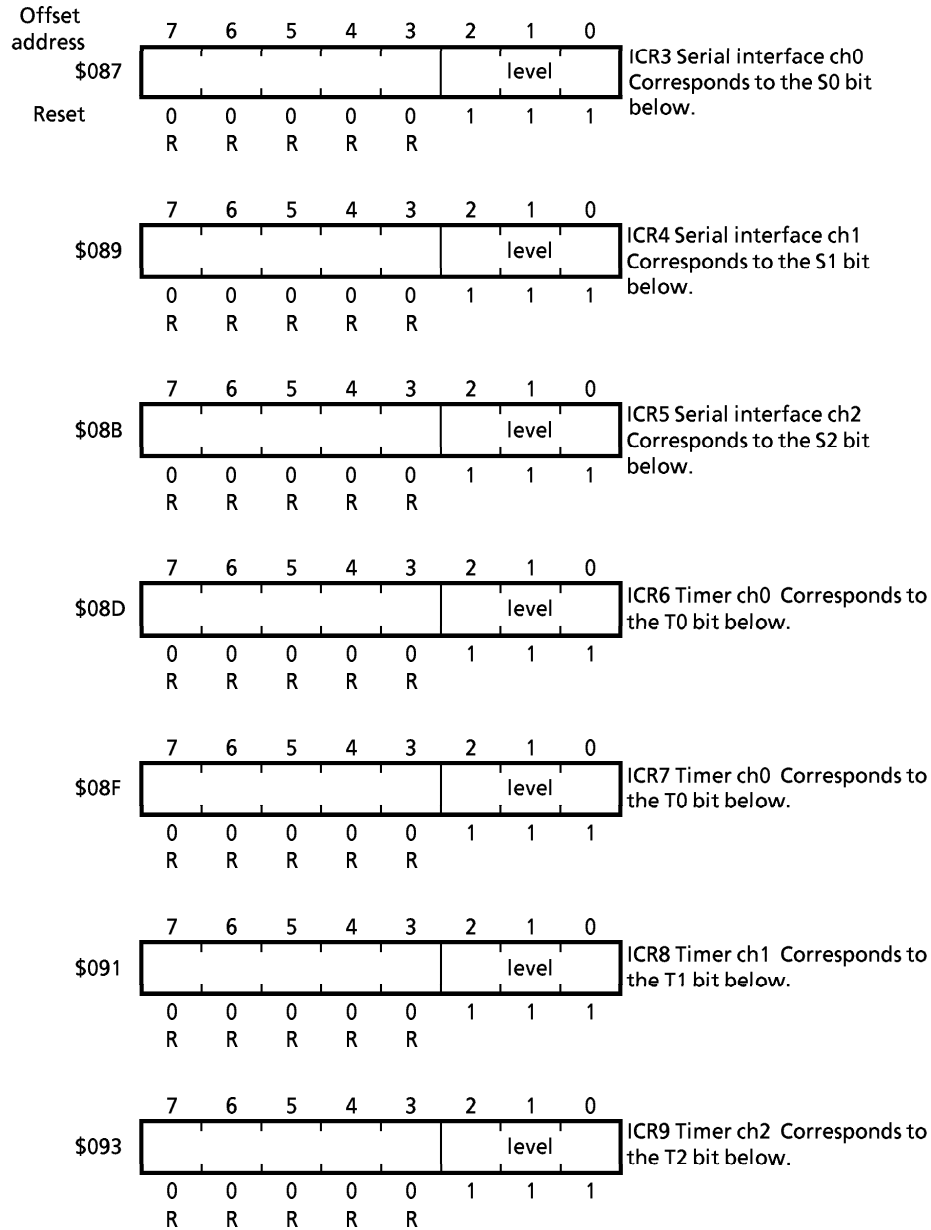 Offset
address
7 6 5 4 3 2 1 0
$087
level
ICR3 Serial interface ch0
Corresponds to the S0 bit
below.
Reset
0 0 0 0 0 1 1 1
R R R R R
7 6 5 4 3 2 1 0
$089
level
ICR4 Serial interface ch1
Corresponds to the S1 bit
below.
0 0 0 0 0 1 1 1
R R R R R
7 6 5 4 3 2 1 0
$08B
level
ICR5 Serial interface ch2
Corresponds to the S2 bit
below.
0 0 0 0 0 1 1 1
R R R R R
7 6 5 4 3 2 1 0
$08D
level
ICR6 Timer ch0 Corresponds to
the T0 bit below.
0 0 0 0 0 1 1 1
R R R R R
7 6 5 4 3 2 1 0
$08F
level
ICR7 Timer ch0 Corresponds to
the T0 bit below.
0 0 0 0 0 1 1 1
R R R R R
7 6 5 4 3 2 1 0
$091
level
ICR8 Timer ch1 Corresponds to
the T1 bit below.
0 0 0 0 0 1 1 1
R R R R R
7 6 5 4 3 2 1 0
$093
level
ICR9 Timer ch2 Corresponds to
the T2 bit below.
0 0 0 0 0 1 1 1
R R R R R